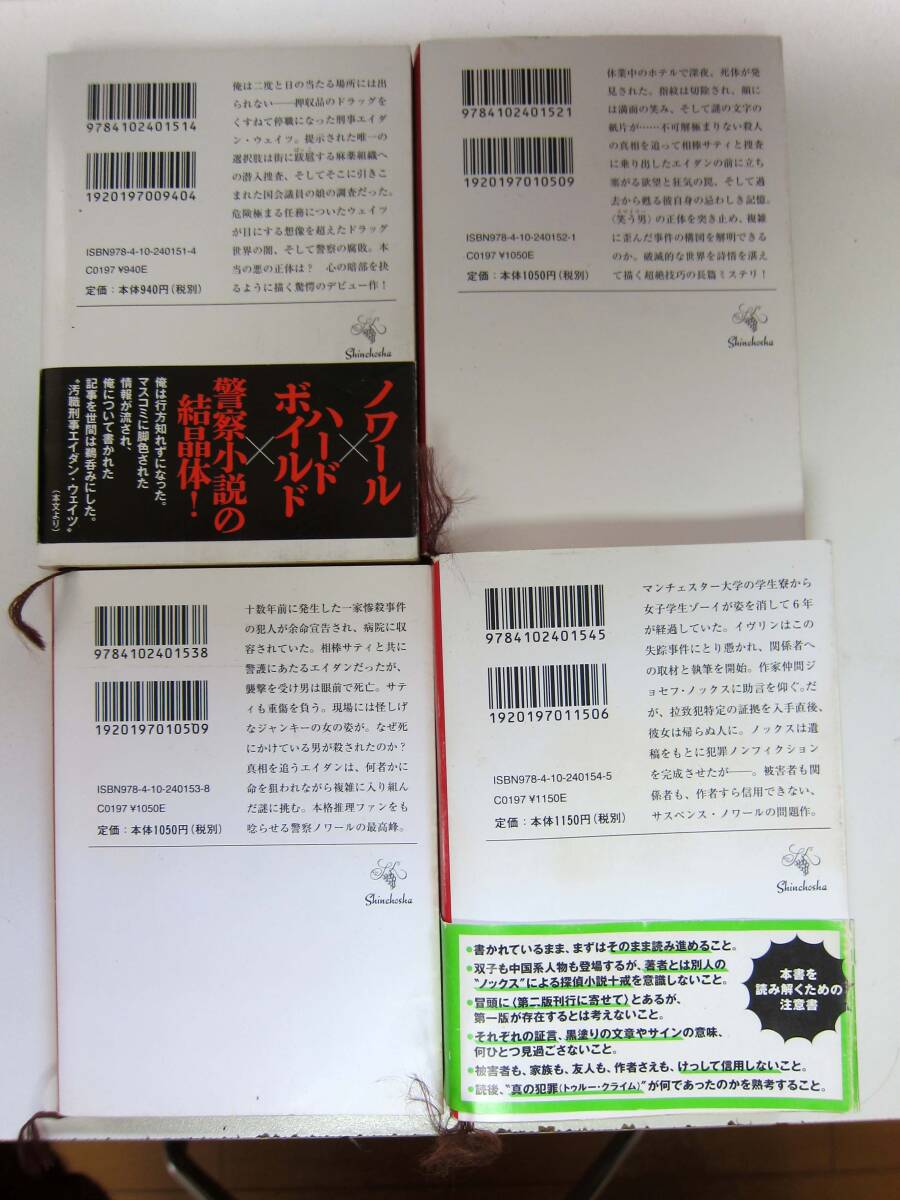 9784102401514
1920197009404
ISBN978-4-10-240151-4
C0197 ¥940E
定価：本体940円（税別）
俺は二度と日の当たる場所には出
られない――押収品のドラッグを
くすねて停職になった刑事エイダ
ン・ウェイツ。提示された唯一の
選択肢は街に跋扈する麻薬組織へ
の潜入捜査、そしてそこに引きこ
まれた国会議員の娘の調査だった。
危険極まる任務についたウェイツ
が目にする想像を超えたドラッグ
世界の闇、そして警察の腐敗。本
当の悪の正体は？　心の暗部を抉
るように描く驚愕のデビュー作！
Shinchosha
ノワール
×
ハード
ボイルド
×
警察小説の
結晶体！
俺は行方知れずになった。
マスコミに脚色された
情報が流され、
俺について書かれた
記事を世間は鵜呑みにした。
"汚職刑事エイダン・ウェイツ"
（本文より）
9784102401521
1920197010509
ISBN978-4-10-240152-1
C0197 ¥1050E
定価：本体1050円（税別）
休業中のホテルで深夜、死体が発
見された。指紋は切除され、顔に
は満面の笑み、そして謎の文字の
紙片が……不可解極まりない殺人
の真相を追って相棒サティと捜査
に乗り出したエイダンの前に立ち
塞がる欲望と狂気の罠、そして過
去から甦る彼自身の忌わしき記憶。
〈笑う男〉の正体を突き止め、複雑
に歪んだ事件の構図を解明できる
のか。破滅的な世界を詩情を湛え
て描く超絶技巧の長篇ミステリ！
Shinchosha
9784102401538
1920197010509
ISBN978-4-10-240153-8
C0197 ¥1050E
定価：本体1050円（税別）
十数年前に発生した一家惨殺事件
の犯人が余命宣告され、病院に収
容されていた。相棒サティと共に
警護にあたるエイダンだったが、
襲撃を受け男は眼前で死亡。サテ
ィも重傷を負う。現場には怪しげ
なジャンキーの女の姿が。なぜ死
にかけている男が殺されたのか？
真相を追うエイダンは、何者かに
命を狙われながら複雑に入り組ん
だ謎に挑む。本格推理ファンをも
唸らせる警察ノワールの最高峰。
Shinchosha
9784102401545
1920197011506
ISBN978-4-10-240154-5
C0197 ¥1150E
定価：本体1150円（税別）
マンチェスター大学の学生寮から
女子学生ゾーイが姿を消して6年
が経過していた。イヴリンはこの
失踪事件にとり憑かれ、関係者へ
の取材と執筆を開始。作家仲間ジ
ョセフ・ノックスに助言を仰ぐ。だ
が、拉致犯特定の証拠を入手直後、
彼女は帰らぬ人に。ノックスは遺
稿をもとに犯罪ノンフィクション
を完成させたが――。被害者も関
係者も、作者すら信用できない、
サスペンス・ノワールの問題作。
Shinchosha
●書かれているまま、まずはそのまま読み進めること。
●双子も中国系人物も登場するが、著者とは別人の
"ノックス"による探偵小説十戒を意識しないこと。
●冒頭に〈第二版刊行に寄せて〉とあるが、
第一版が存在するとは考えないこと。
●それぞれの証言、黒塗りの文章やサインの意味、
何ひとつ見過ごさないこと。
●被害者も、家族も、友人も、作者さえも、けっして信用しないこと。
●読後、"真の犯罪（トゥルー・クライム）"が何であったのかを熟考すること。
本書を
読み解くための
注意書